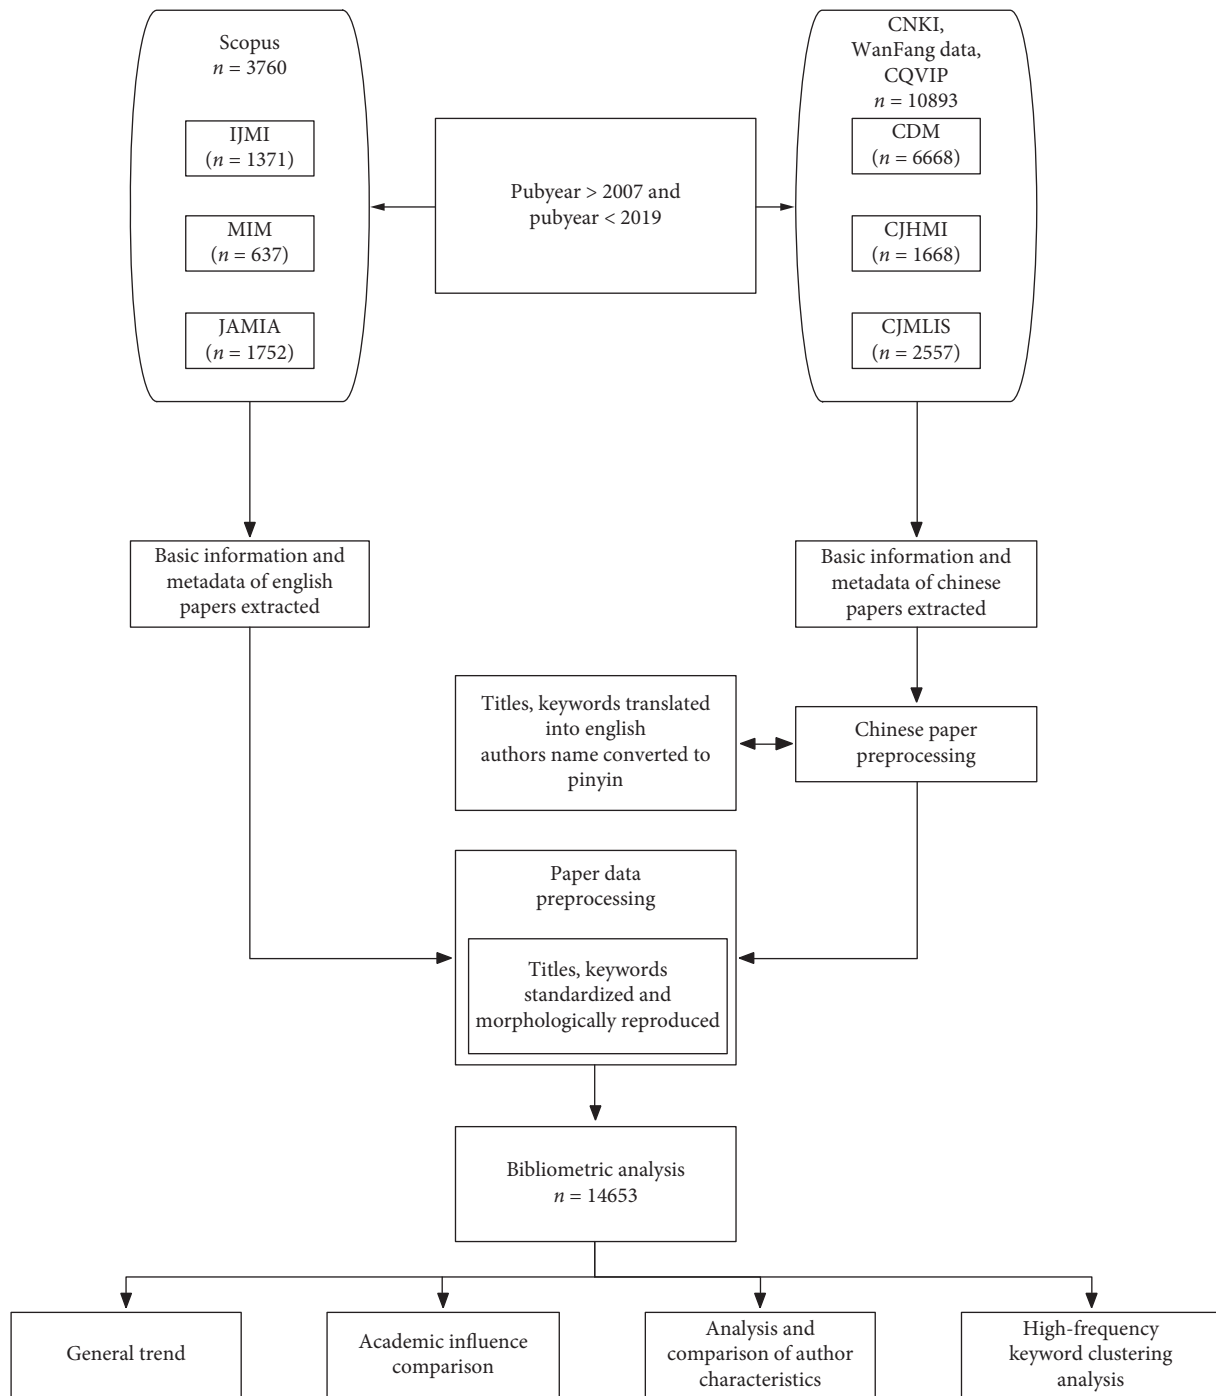 Scopus
n = 3760
IJMI
(n = 1371)
MIM
(n = 637)
JAMIA
(n = 1752)
Pubyear > 2007 and
pubyear < 2019
CNKI,
WanFang data,
CQVIP
n = 10893
CDM
(n = 6668)
CJHMI
(n = 1668)
CJMLIS
(n = 2557)
Basic information and
metadata of english
papers extracted
Basic information and
metadata of chinese
papers extracted
Titles, keywords translated
into english
authors name converted to
pinyin
Chinese paper
preprocessing
Paper data
preprocessing
Titles, keywords
standardized and
morphologically reproduced
Bibliometric analysis
n = 14653
General trend
Academic influence
comparison
Analysis and
comparison of author
characteristics
High-frequency
keyword clustering
analysis